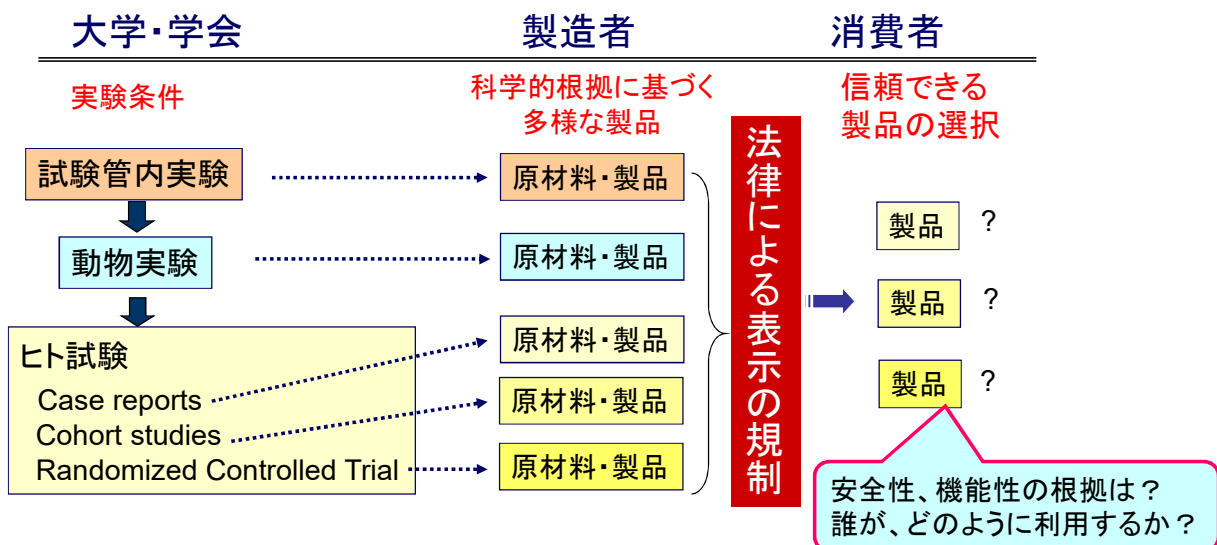 大学・学会
製造者
消費者
実験条件
科学的根拠に基づく
多様な製品
信頼できる
製品の選択
試験管内実験
原材料・製品
動物実験
原材料・製品
ヒト試験
Case reports
Cohort studies
Randomized Controlled Trial
原材料・製品
原材料・製品
原材料・製品
法律による表示の規制
製品 ？
製品 ？
製品 ？
安全性、機能性の根拠は？
誰が、どのように利用するか？